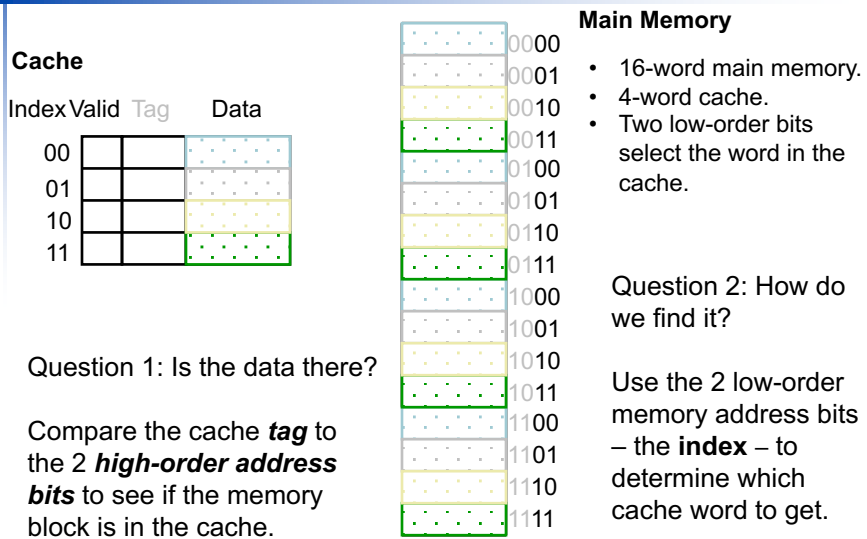 Main Memory
Cache
Index Valid Tag Data
00
01
10
11
0000
0001
0010
0011
0100
0101
0110
0111
1000
1001
1010
1011
1100
1101
1110
1111
• 16-word main memory.
• 4-word cache.
• Two low-order bits
select the word in the
cache.
Question 1: Is the data there?
Compare the cache tag to
the 2 high-order address
bits to see if the memory
block is in the cache.
Question 2: How do
we find it?
Use the 2 low-order
memory address bits
– the index – to
determine which
cache word to get.